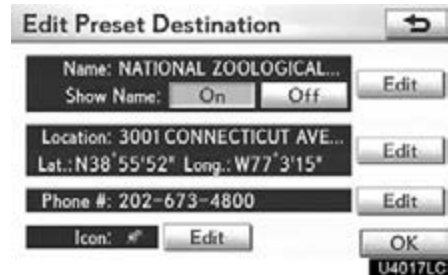 Edit Preset Destination
Name: NATIONAL ZOOLOGICAL...
Show Name: On Off
Edit
Location: 3001 CONNECTICUT AVE...
Lat.: N38°55'52" Long.: W77°3'15"
Edit
Phone #: 202-673-4800
Edit
Icon: Edit
OK
U4017LC